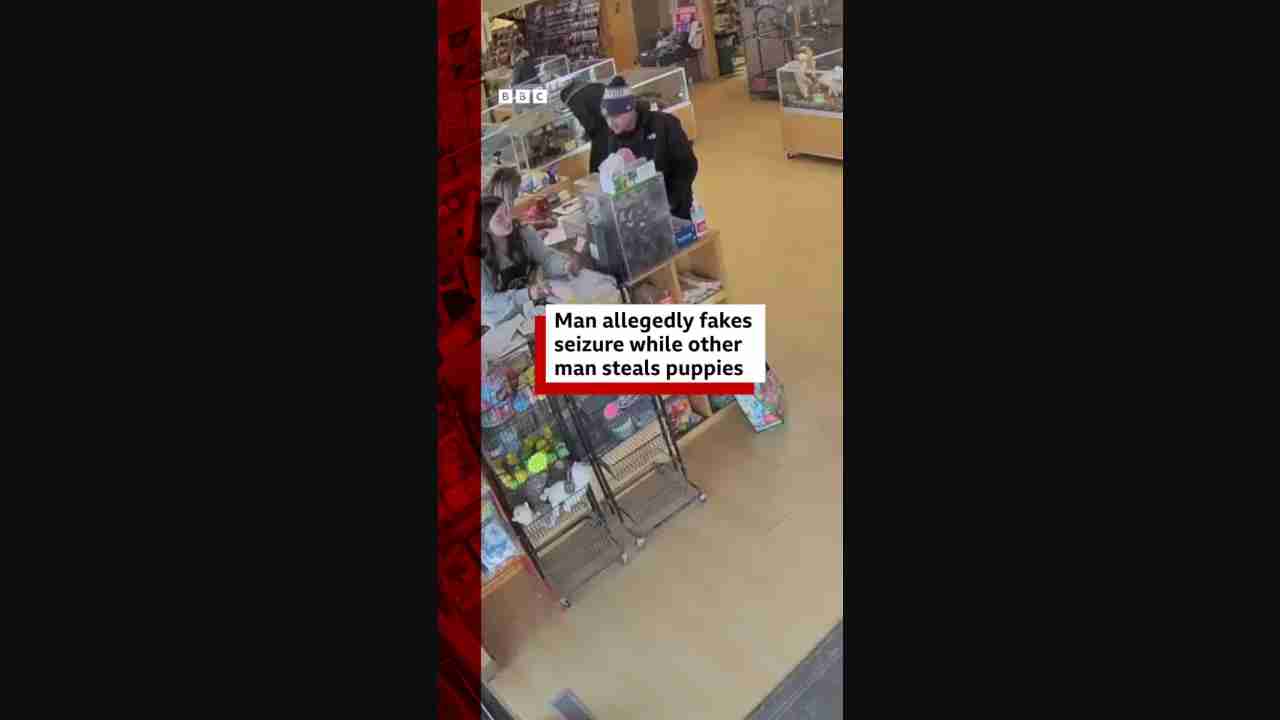 BBC
Man allegedly fakes
seizure while other
man steals puppies